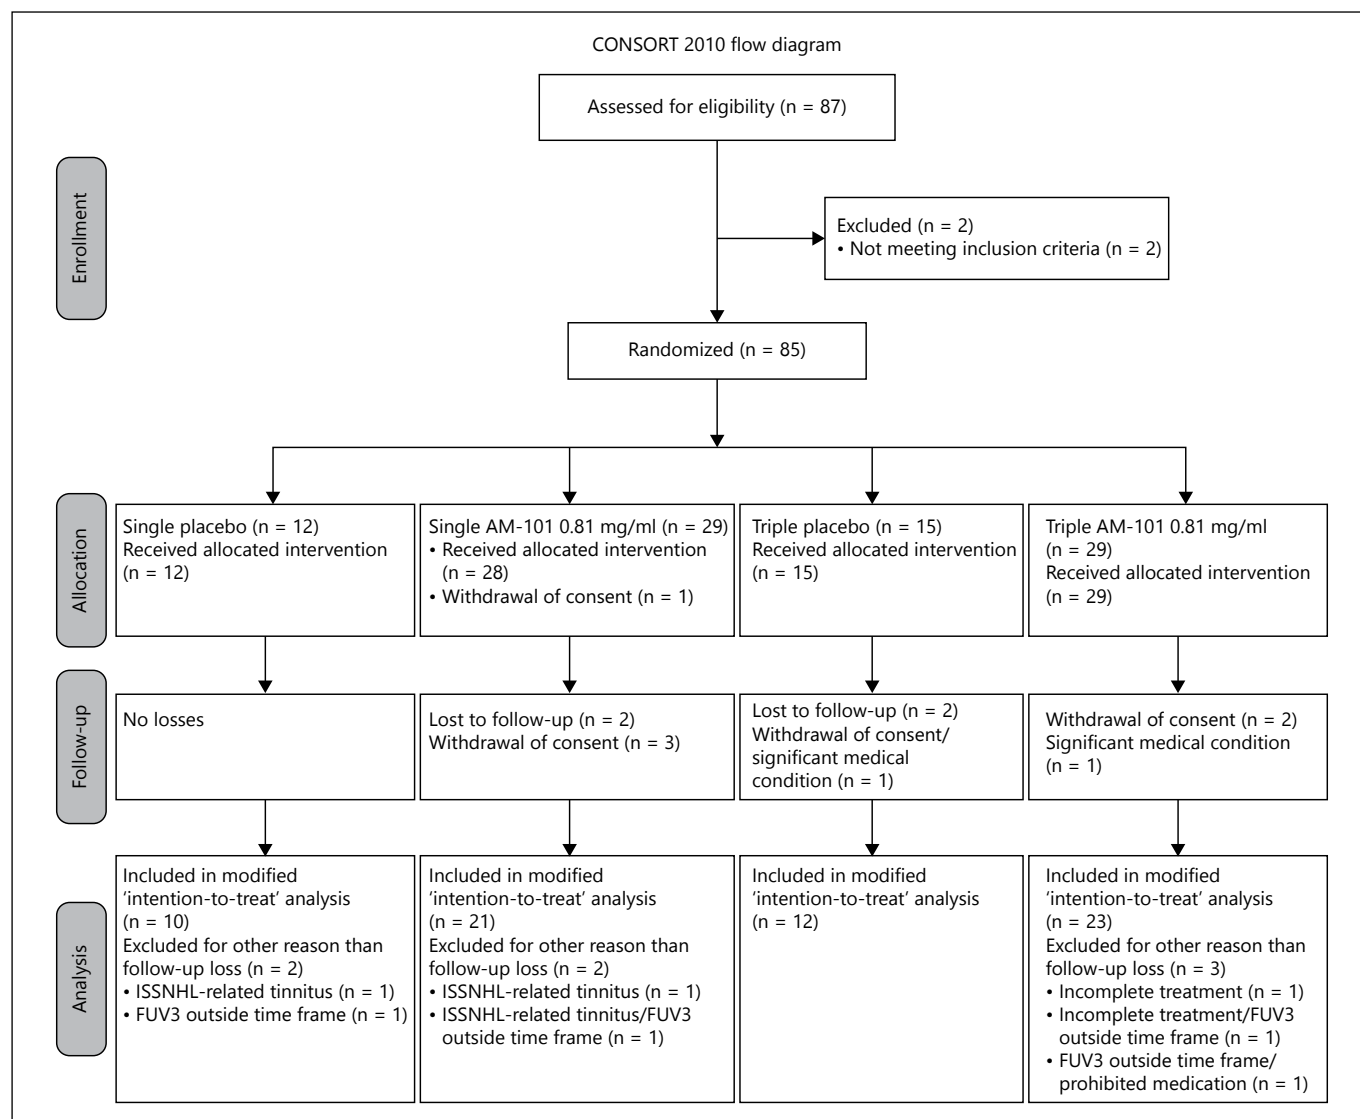 CONSORT 2010 flow diagram
Assessed for eligibility (n = 87)
Enrollment
Excluded (n = 2)
• Not meeting inclusion criteria (n = 2)
Randomized (n = 85)
Allocation
Single placebo (n = 12)
Received allocated intervention
(n = 12)
Single AM-101 0.81 mg/ml (n = 29)
• Received allocated intervention
(n = 28)
• Withdrawal of consent (n = 1)
Triple placebo (n = 15)
Received allocated intervention
(n = 15)
Triple AM-101 0.81 mg/ml
(n = 29)
Received allocated intervention
(n = 29)
Follow-up
No losses
Lost to follow-up (n = 2)
Withdrawal of consent (n = 3)
Lost to follow-up (n = 2)
Withdrawal of consent/
significant medical
condition (n = 1)
Withdrawal of consent (n = 2)
Significant medical condition
(n = 1)
Analysis
Included in modified
‘intention-to-treat’ analysis
(n = 10)
Excluded for other reason than
follow-up loss (n = 2)
• ISSNHL-related tinnitus (n = 1)
• FUV3 outside time frame (n = 1)
Included in modified
‘intention-to-treat’ analysis
(n = 21)
Excluded for other reason than
follow-up loss (n = 2)
• ISSNHL-related tinnitus (n = 1)
• ISSNHL-related tinnitus/FUV3
outside time frame (n = 1)
Included in modified
‘intention-to-treat’ analysis
(n = 12)
Included in modified
‘intention-to-treat’ analysis
(n = 23)
Excluded for other reason than
follow-up loss (n = 3)
• Incomplete treatment (n = 1)
• Incomplete treatment/FUV3
outside time frame (n = 1)
• FUV3 outside time frame/
prohibited medication (n = 1)